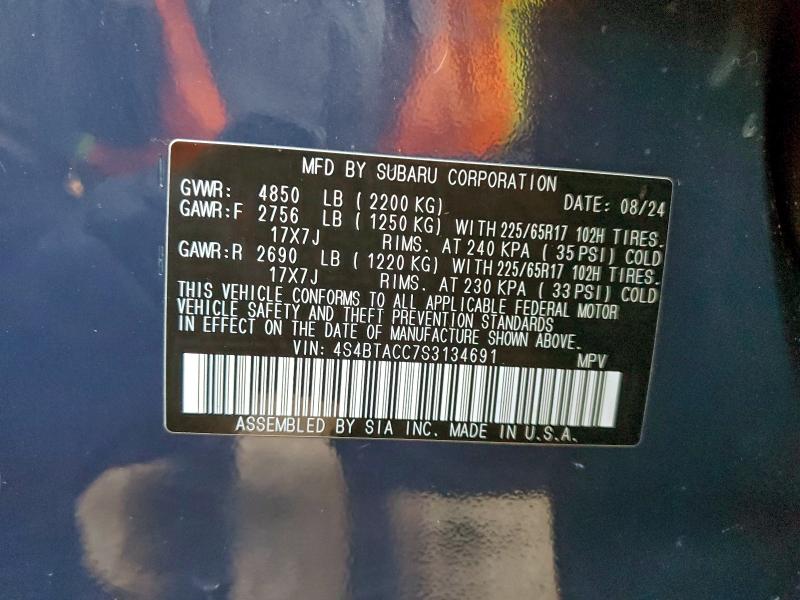 MFD BY SUBARU CORPORATION
GVWR: 4850 LB ( 2200 KG) DATE: 08/24
GAWR:F 2756 LB ( 1250 KG) WITH 225/65R17 102H TIRES.
17X7J RIMS. AT 240 KPA ( 35 PSI) COLD
GAWR:R 2690 LB ( 1220 KG) WITH 225/65R17 102H TIRES.
17X7J RIMS. AT 230 KPA ( 33 PSI) COLD
THIS VEHICLE CONFORMS TO ALL APPLICABLE FEDERAL MOTOR
VEHICLE SAFETY AND THEFT PREVENTION STANDARDS
IN EFFECT ON THE DATE OF MANUFACTURE SHOWN ABOVE.
VIN: 4S4BTACC7S3134691 MPV
ASSEMBLED BY SIA INC. MADE IN U.S.A.